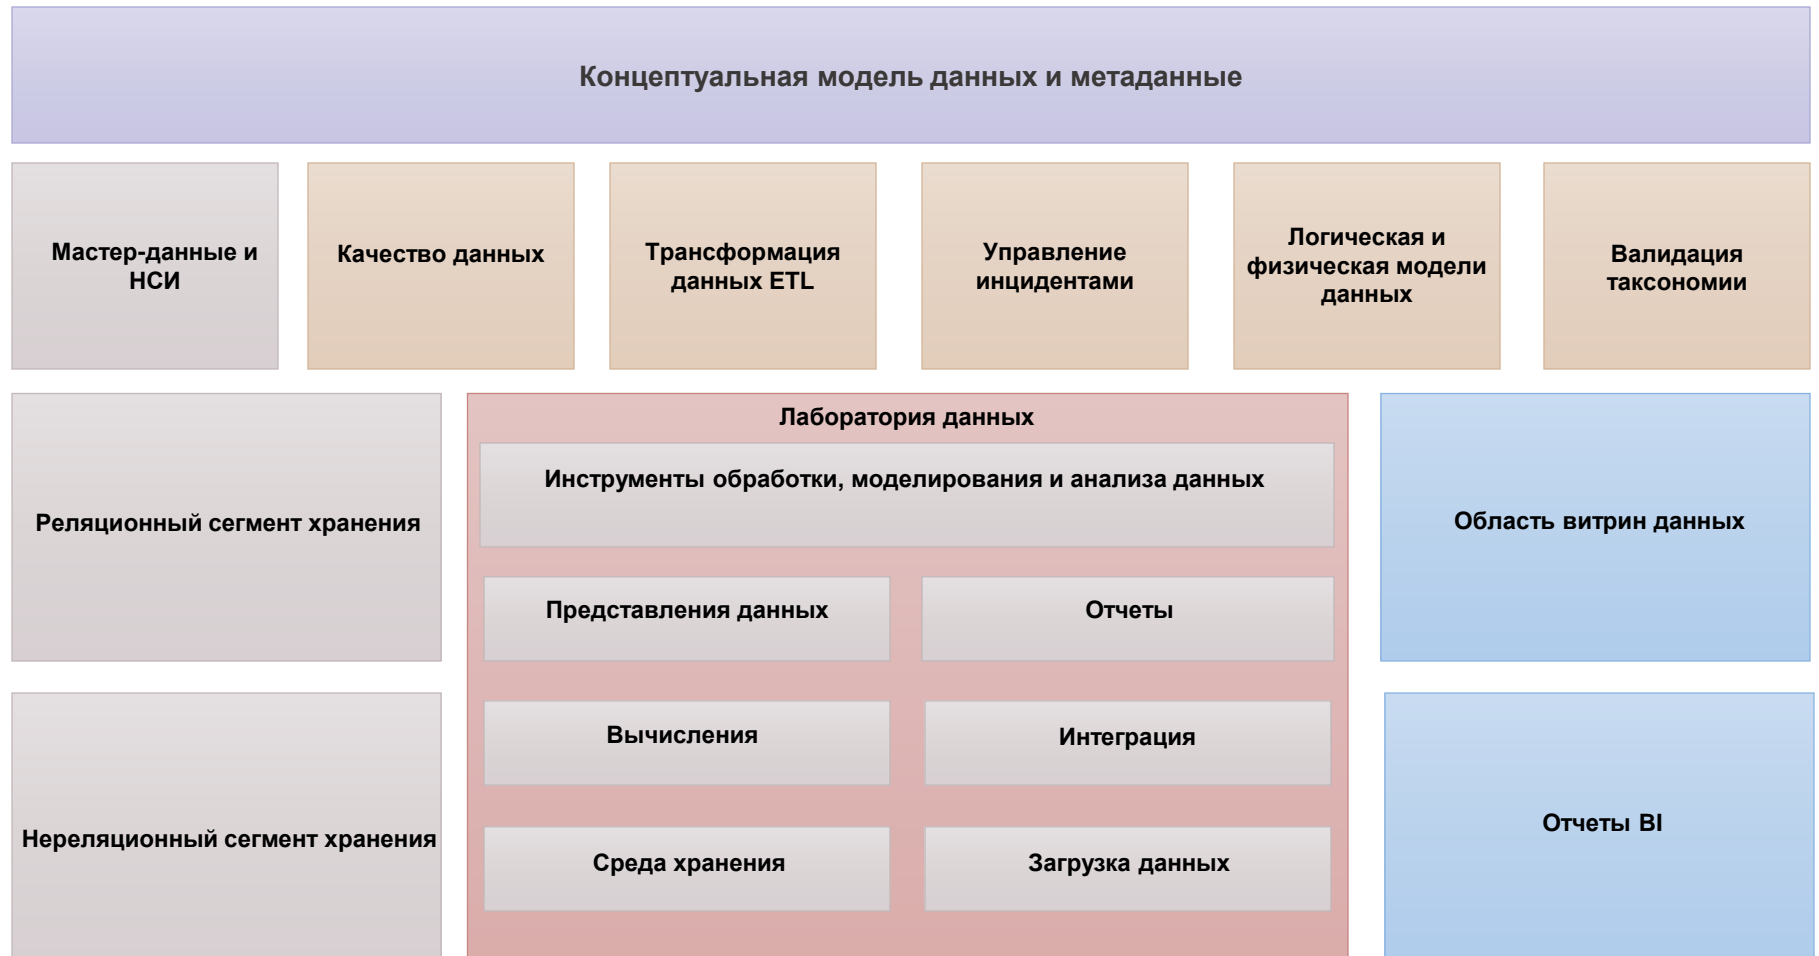 Концептуальная модель данных и метаданные
Мастер-данные и
НСИ
Качество данных
Трансформация
данных ETL
Управление
инцидентами
Логическая и
физическая модели
данных
Валидация
таксономии
Реляционный сегмент хранения
Лаборатория данных
Инструменты обработки, моделирования и анализа данных
Представления данных
Отчеты
Вычисления
Интеграция
Среда хранения
Загрузка данных
Область витрин данных
Нереляционный сегмент хранения
Отчеты BI